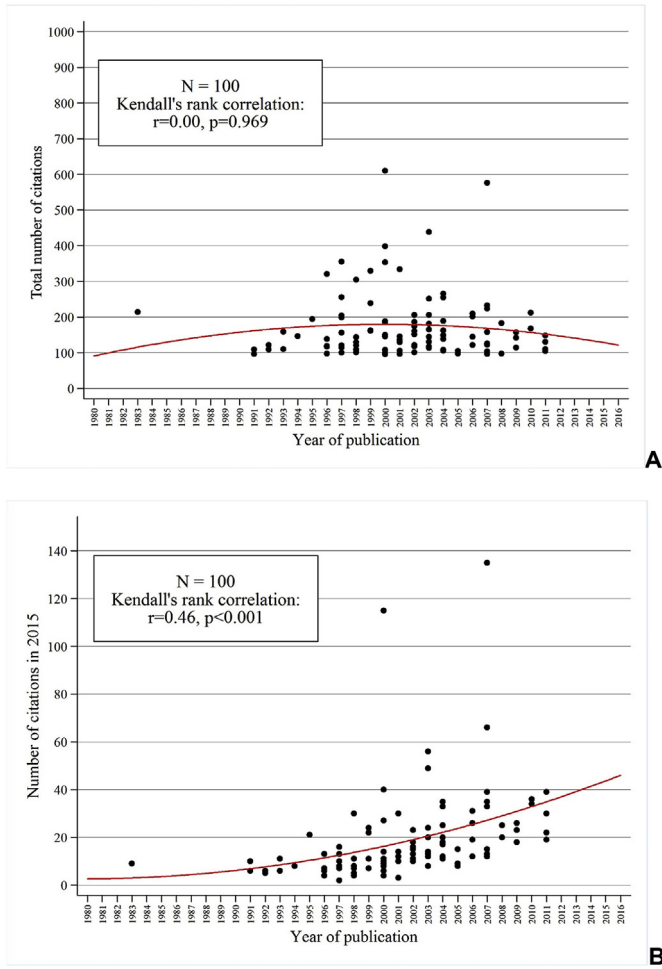 1000
900
800
700
600
500
400
300
200
100
0
Total number of citations
N = 100
Kendall's rank correlation:
r=0.00, p=0.969
1980 1981 1982 1983 1984 1985 1986 1987 1988 1989 1990 1991 1992 1993 1994 1995 1996 1997 1998 1999 2000 2001 2002 2003 2004 2005 2006 2007 2008 2009 2010 2011 2012 2013 2014 2015 2016
Year of publication
A
140
120
100
80
60
40
20
0
Number of citations in 2015
N = 100
Kendall's rank correlation:
r=0.46, p<0.001
1980 1981 1982 1983 1984 1985 1986 1987 1988 1989 1990 1991 1992 1993 1994 1995 1996 1997 1998 1999 2000 2001 2002 2003 2004 2005 2006 2007 2008 2009 2010 2011 2012 2013 2014 2015 2016
Year of publication
B